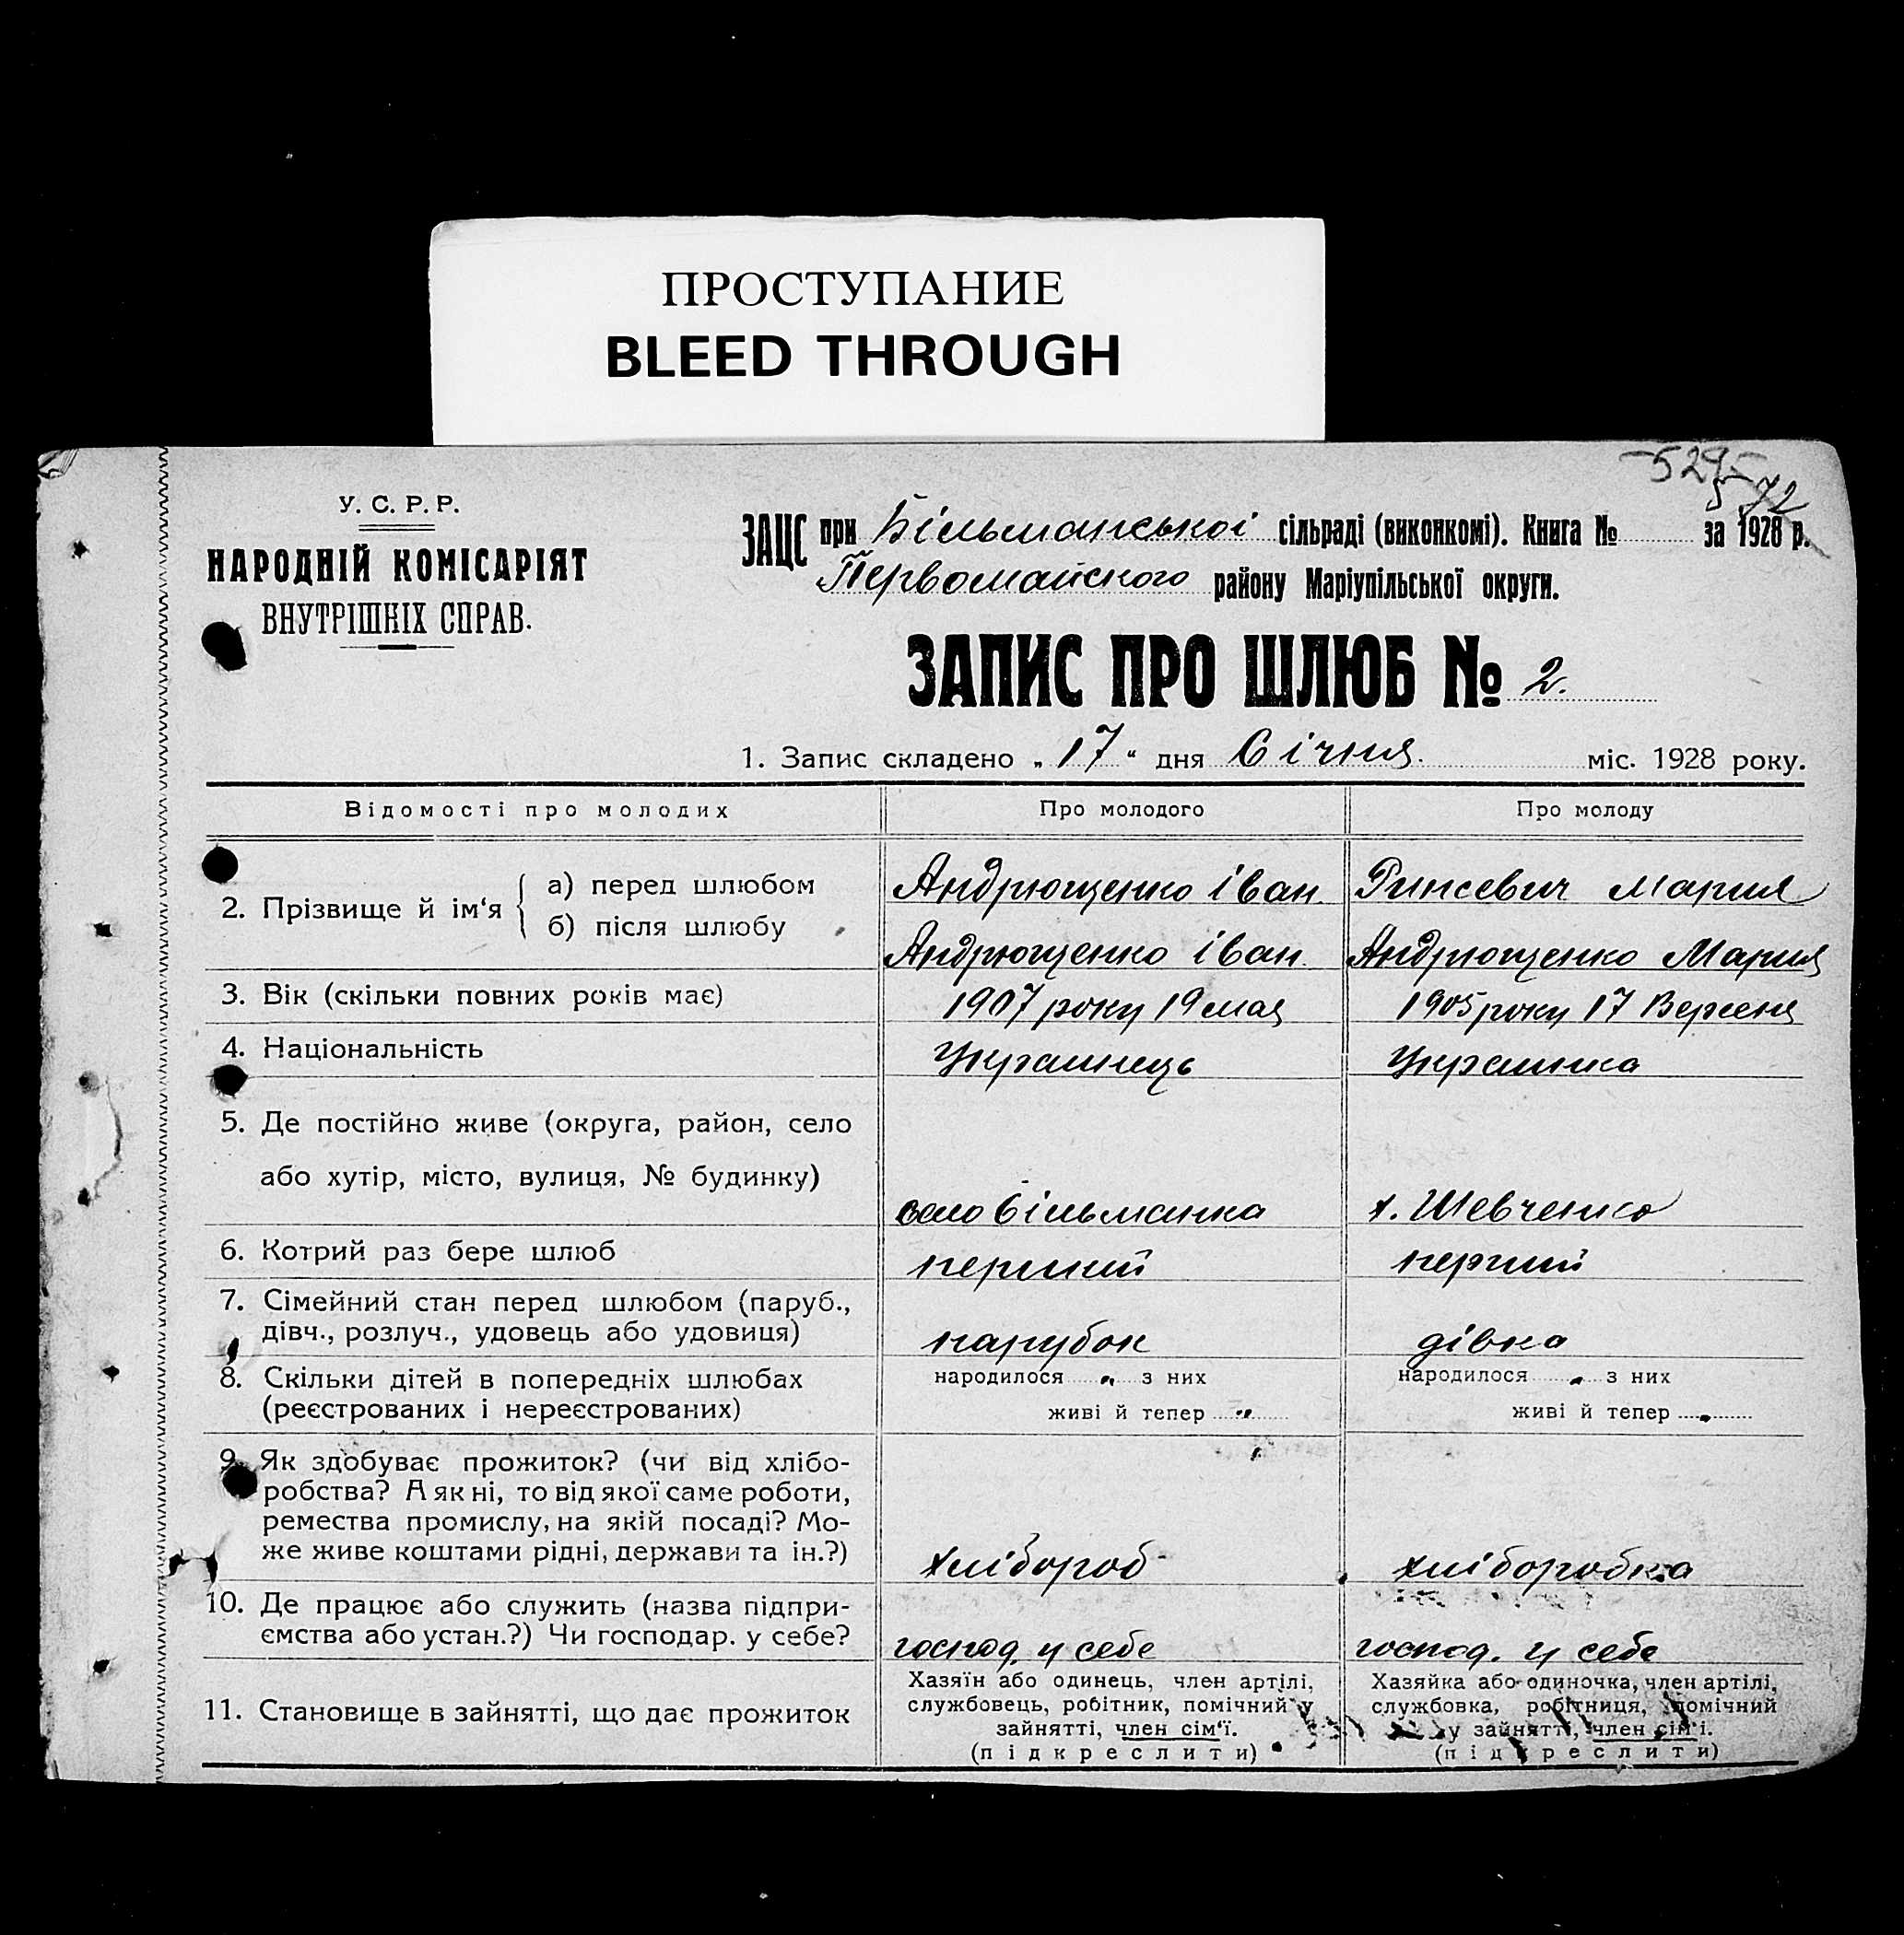 ПРОСТУПАНИЕ
BLEED THROUGH
-529-
572
У. С. Р. Р.
НАРОДНІЙ КОМІСАРІЯТ
ВНУТРІШНІХ СПРАВ.
ЗАЦС при Більманської сільраді (виконкомі). Книга № за 1928 р.
Первомайского району Маріупільської округи.
ЗАПИС ПРО ШЛЮБ № 2.
1. Запис складено „ 17 “ дня Січня. міс. 1928 року.
Відомості про молодих Про молодого Про молоду
2. Прізвище й ім‘я { а) перед шлюбом Андрющенко Іван Ринсевич Мария
б) після шлюбу Андрющенко Іван Андрющенко Мария
3. Вік (скільки повних років має) 1907 року 19 мая 1905 року 17 Вересня
4. Національність Украинець Украинка
5. Де постійно живе (округа, район, село
або хутір, місто, вулиця, № будинку)
село Більманка х. Шевченко
6. Котрий раз бере шлюб перший перший
7. Сімейний стан перед шлюбом (паруб.,
дівч., розлуч., удовець або удовиця) парубок дівка
8. Скільки дітей в попередніх шлюбах народилося „ з них народилося „ з них
(реєстрованих і нереєстрованих) живі й тепер „ живі й тепер „
9. Як здобуває прожиток? (чи від хлібо-
робства? А як ні, то від якої саме роботи,
ремества промислу, на якій посаді? Мо-
же живе коштами рідні, держави та ін.?) хлібороб хлiборобка
10. Де працює або служить (назва підпри-
ємства або устан.?) Чи господар. у себе? господ. у себе господ. у себе
11. Становище в зайнятті, що дає прожиток
Хазяїн або одинець, член артілі,
службовець, робітник, помічний у
зайнятті, член сім‘ї.
(підкреслити)
Хазяйка або одиночка, член артілі,
службовка, робітниця, помічний
у зайнятті, член сім‘ї.
(підкреслити)